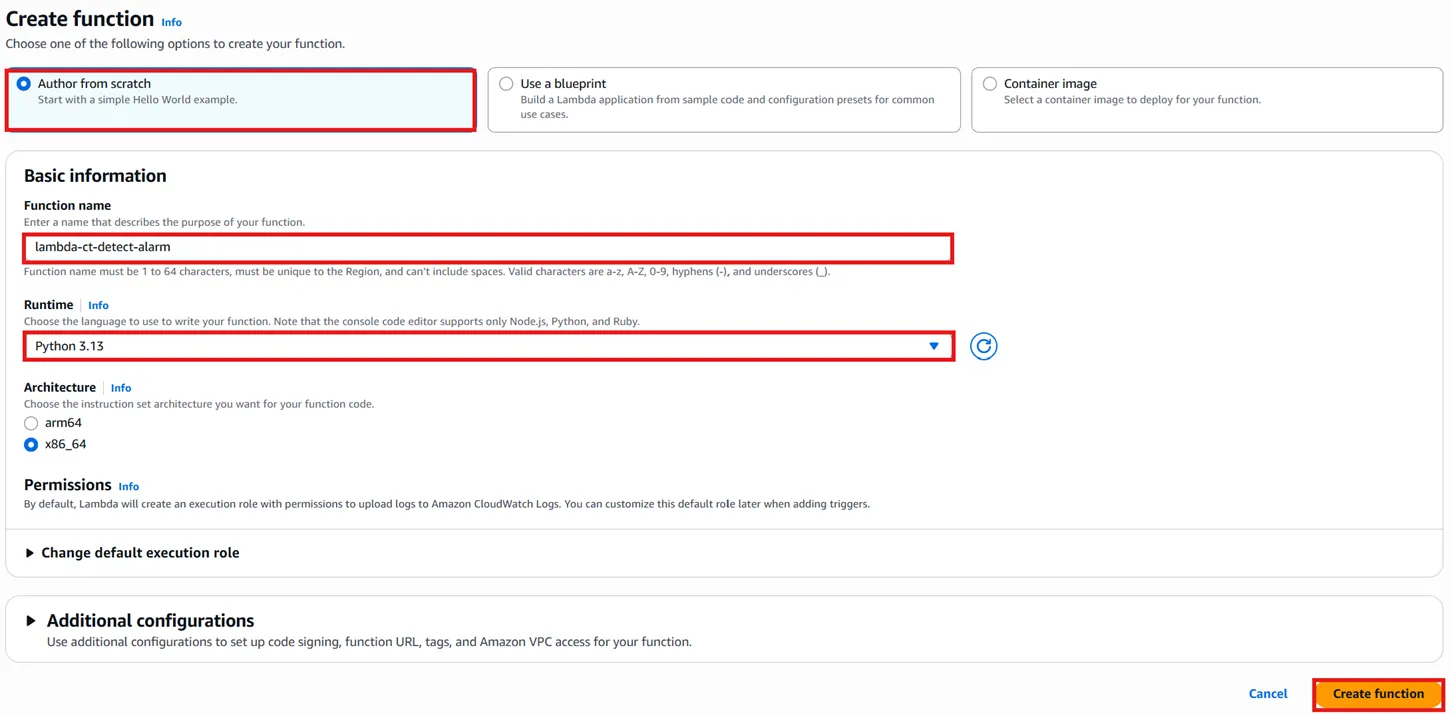 Create function Info
Choose one of the following options to create your function.
Author from scratch
Start with a simple Hello World example.
Use a blueprint
Build a Lambda application from sample code and configuration presets for common
use cases.
Container image
Select a container image to deploy for your function.
Basic information
Function name
Enter a name that describes the purpose of your function.
lambda-ct-detect-alarm
Function name must be 1 to 64 characters, must be unique to the Region, and can't include spaces. Valid characters are a-z, A-Z, 0-9, hyphens (-), and underscores (_).
Runtime Info
Choose the language to use to write your function. Note that the console code editor supports only Node.js, Python, and Ruby.
Python 3.13
Architecture Info
Choose the instruction set architecture you want for your function code.
arm64
x86_64
Permissions Info
By default, Lambda will create an execution role with permissions to upload logs to Amazon CloudWatch Logs. You can customize this default role later when adding triggers.
Change default execution role
Additional configurations
Use additional configurations to set up code signing, function URL, tags, and Amazon VPC access for your function.
Cancel
Create function